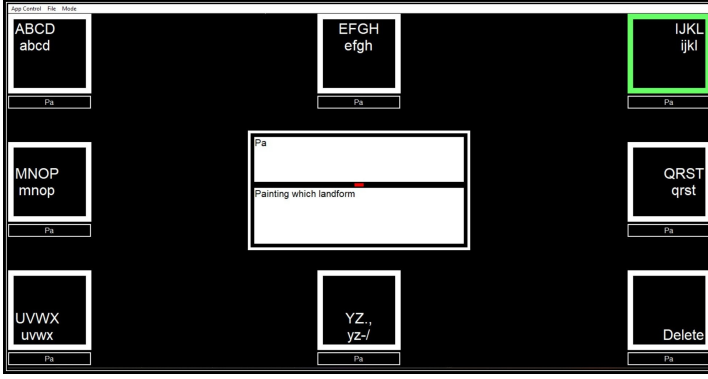 App Control File Mode
ABCD
abcd
Pa
EFGH
efgh
Pa
IJKL
ijkl
Pa
Pa
Painting which landform
MNOP
mnop
Pa
QRST
qrst
Pa
UVWX
uvwx
Pa
YZ.,
yz-/
Pa
Delete
Pa